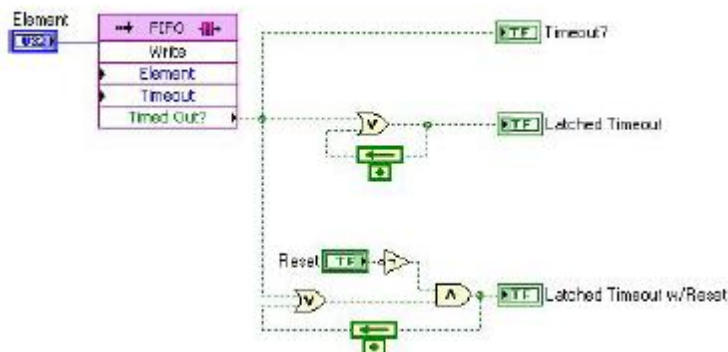 Element
U32
FIFO
Write
Element
Timeout
Timed Out?
TF
Timeout?
V
TF
Latched Timeout
Reset
TF
V
Λ
TF
Latched Timeout w/Reset